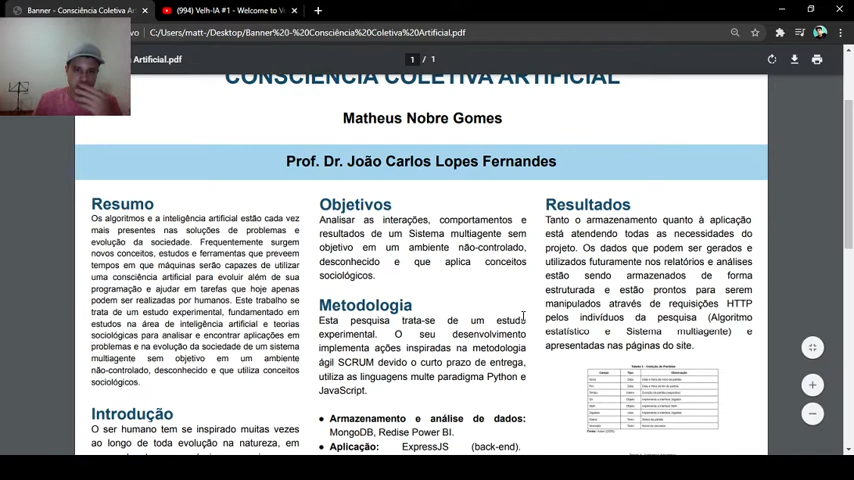 Banner - Consciência Coletiva Ar
(994) Velh-IA #1 - Welcome to V
C:/Users/matt-/Desktop/Banner%20-%20Consciência%20Coletiva%20Artificial.pdf
Artificial.pdf
1 / 1
CONSCIÊNCIA COLETIVA ARTIFICIAL
Matheus Nobre Gomes
Prof. Dr. João Carlos Lopes Fernandes
Resumo
Os algoritmos e a inteligência artificial estão cada vez
mais presentes nas soluções de problemas e
evolução da sociedade. Frequentemente surgem
novos conceitos, estudos e ferramentas que preveem
tempos em que máquinas serão capazes de utilizar
uma consciência artificial para evoluir além de sua
programação e ajudar em tarefas que hoje apenas
podem ser realizadas por humanos. Este trabalho se
trata de um estudo experimental, fundamentado em
estudos na área de inteligência artificial e teorias
sociológicas para analisar e encontrar aplicações em
problemas e na evolução da sociedade de um sistema
multiagente sem objetivo em um ambiente
não-controlado, desconhecido e que utiliza conceitos
sociológicos.
Introdução
O ser humano tem se inspirado muitas vezes
ao longo de toda evolução na natureza, em
Objetivos
Analisar as interações, comportamentos e
resultados de um Sistema multiagente sem
objetivo em um ambiente não-controlado,
desconhecido e que aplica conceitos
sociológicos.
Metodologia
Esta pesquisa trata-se de um estudo
experimental. O seu desenvolvimento
implementa ações inspiradas na metodologia
ágil SCRUM devido o curto prazo de entrega,
utiliza as linguagens multe paradigma Python e
JavaScript.
• Armazenamento e análise de dados:
MongoDB, Redise Power BI.
• Aplicação: ExpressJS (back-end).
Resultados
Tanto o armazenamento quanto à aplicação
está atendendo todas as necessidades do
projeto. Os dados que podem ser gerados e
utilizados futuramente nos relatórios e análises
estão sendo armazenados de forma
estruturada e estão prontos para serem
manipulados através de requisições HTTP
pelos indivíduos da pesquisa (Algoritmo
estatístico e Sistema multiagente) e
apresentadas nas páginas do site.